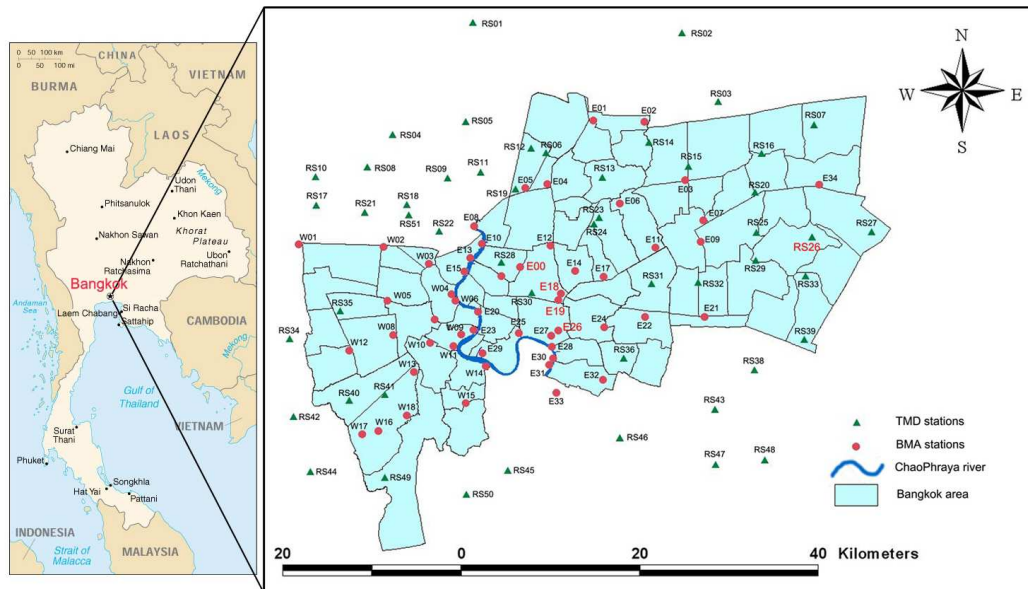 0 50 100 km
0 50 100 mi
CHINA
VIETNAM
BURMA
LAOS
Chiang Mai
Mekong
Udon
Thani
Phitsanulok
Khon Kaen
Khorat
Plateau
Nakhon Sawan
Ubon
Ratchathani
Nakhon
Ratchasima
Bangkok
Si Racha
Laem Chabang
Sattahip
CAMBODIA
Andaman
Sea
Mekong
Gulf of
Thailand
VIETNAM
Surat
Thani
Phuket
Songkhla
Hat Yai
Pattani
INDONESIA
Strait of
Malacca
MALAYSIA
RS01
RS02
N
W E
S
RS03
E01
E02
RS07
RS05
RS04
RS14
RS12
RS06
RS16
RS15
RS10
RS08
RS11
RS09
RS13
E34
E05
E04
E03
RS19
RS20
RS17
RS18
RS21
RS51
E06
RS23
RS24
E07
RS22
E08
RS25
RS27
W01
W02
E10
E12
E11
E09
RS26
E13
W03
RS28
E00
E14
RS29
E15
E17
RS31
RS32
RS33
W04
W06
E18
W05
RS30
E19
RS35
E20
E21
E22
E24
E25
E26
E23
E27
W09
RS34
W08
RS39
W10
W11
E28
W12
E29
E30
RS36
W13
W14
E31
RS38
E32
RS40
RS41
E33
W15
RS42
W18
RS43
W17
W16
RS46
RS44
RS49
RS45
RS47
RS48
RS50
TMD stations
BMA stations
ChaoPhraya river
Bangkok area
20 0 20 40 Kilometers